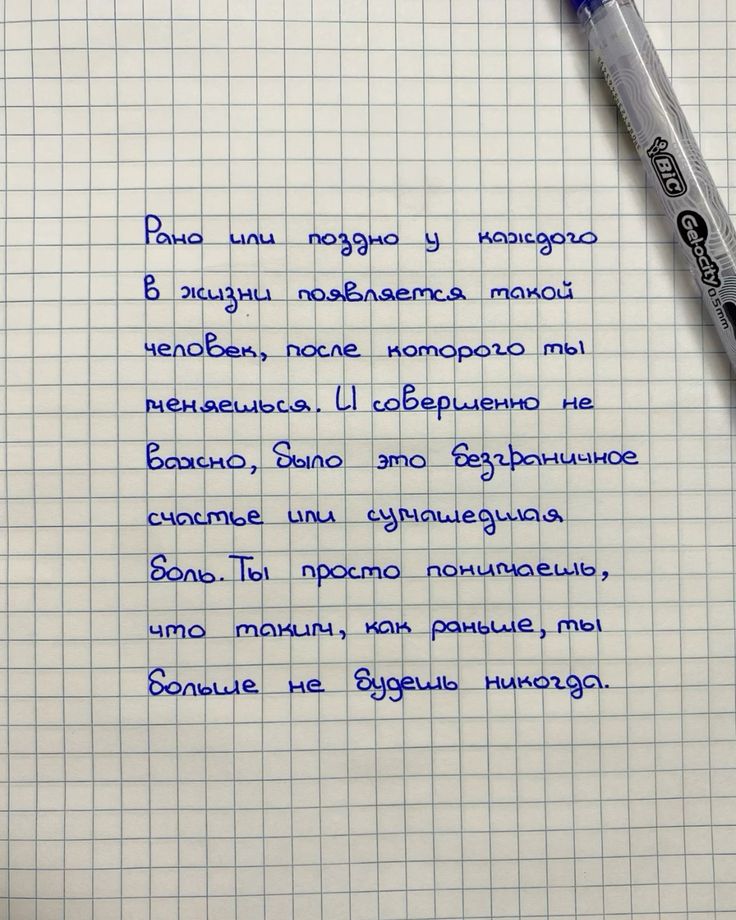 BIC
Gelocity 0.5mm
Рано или поздно у каждого
в жизни появляется такой
человек, после которого ты
меняешься. И совершенно не
важно, было это безграничное
счастье или сумашедшая
боль. Ты просто понимаешь,
что таким, как раньше, ты
больше не будешь никогда.